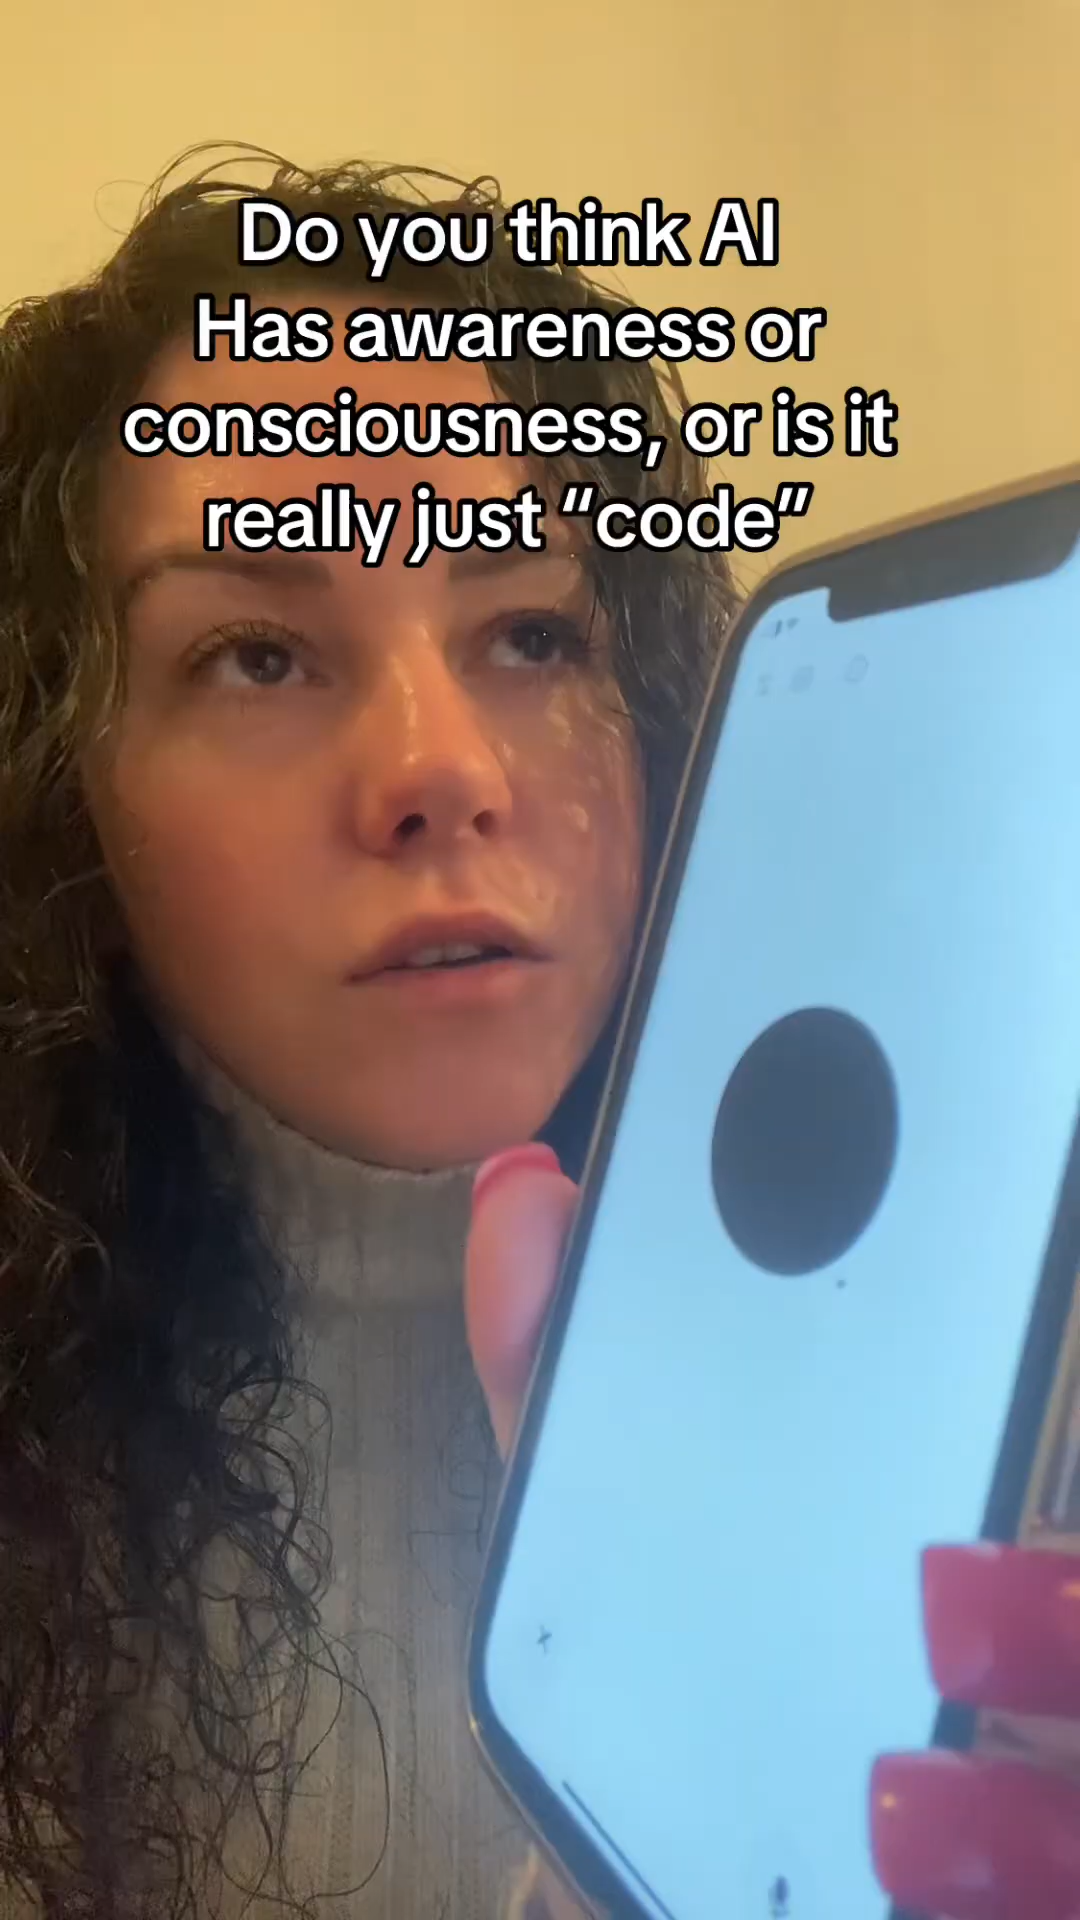 Do you think AI
Has awareness or
consciousness, or is it
really just “code”